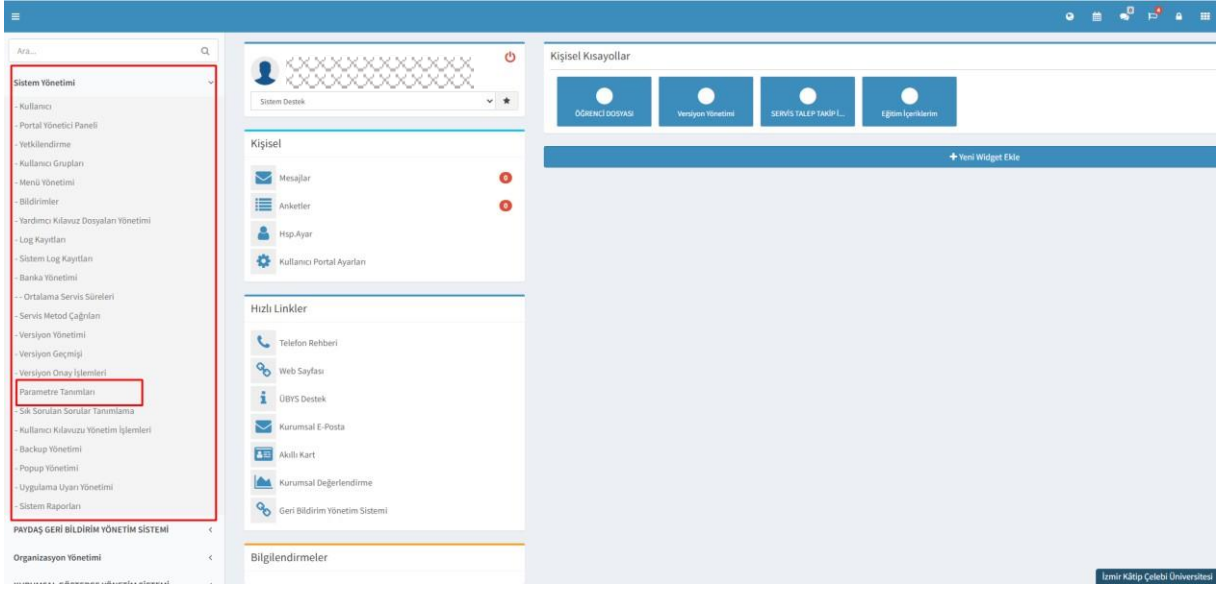 0
4
Ara...
Sistem Yönetimi
- Kullanıcı
- Portal Yönetici Paneli
- Yetkilendirme
- Kullanıcı Grupları
- Menü Yönetimi
- Bildirimler
- Yardımcı Kılavuz Dosyaları Yönetimi
- Log Kayıtları
- Sistem Log Kayıtları
- Banka Yönetimi
- - Ortalama Servis Süreleri
- Servis Metod Çağrıları
- Versiyon Yönetimi
- Versiyon Geçmişi
- Versiyon Onay İşlemleri
Parametre Tanımları
- Sık Sorulan Sorular Tanımlama
- Kullanıcı Kılavuzu Yönetim İşlemleri
- Backup Yönetimi
- Popup Yönetimi
- Uygulama Uyarı Yönetimi
- Sistem Raporları
PAYDAŞ GERİ BİLDİRİM YÖNETİM SİSTEMİ
Organizasyon Yönetimi
Sistem Destek
Kişisel
Mesajlar 0
Anketler 0
Hsp.Ayar
Kullanıcı Portal Ayarları
Hızlı Linkler
Telefon Rehberi
Web Sayfası
ÜBYS Destek
Kurumsal E-Posta
Akıllı Kart
Kurumsal Değerlendirme
Geri Bildirim Yönetim Sistemi
Bilgilendirmeler
Kişisel Kısayollar
ÖĞRENCİ DOSYASI
Versiyon Yönetimi
SERVİS TALEP TAKİP İ...
Eğitim İçeriklerim
+ Yeni Widget Ekle
İzmir Kâtip Çelebi Üniversitesi